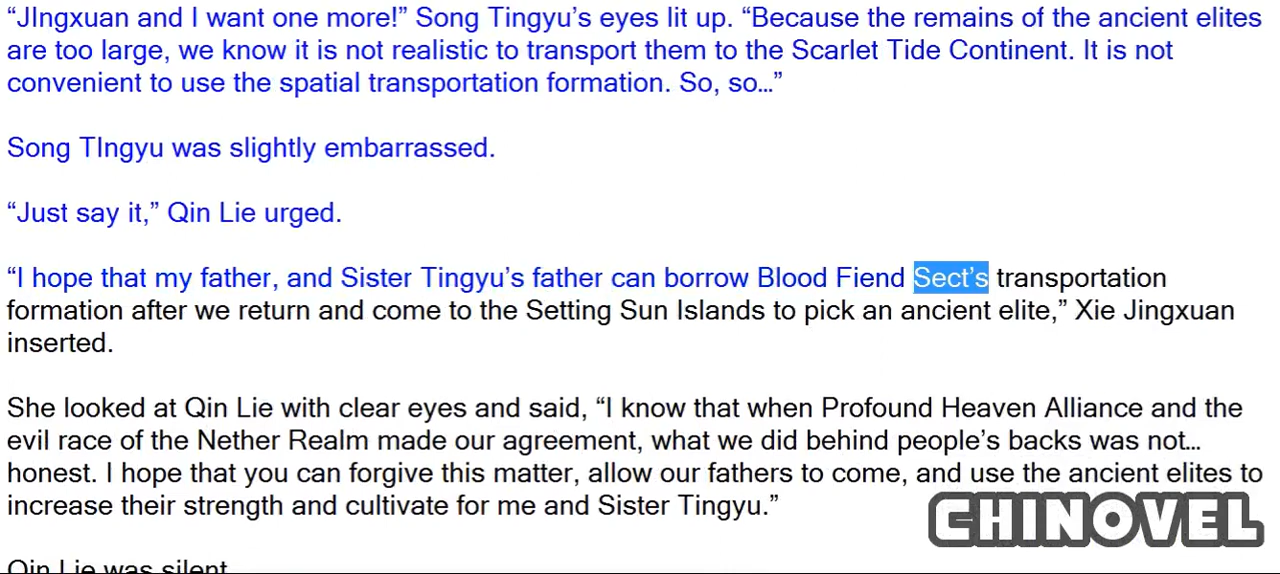 “JIngxuan and I want one more!” Song Tingyu’s eyes lit up. “Because the remains of the ancient elites
are too large, we know it is not realistic to transport them to the Scarlet Tide Continent. It is not
convenient to use the spatial transportation formation. So, so…”
Song TIngyu was slightly embarrassed.
“Just say it,” Qin Lie urged.
“I hope that my father, and Sister Tingyu’s father can borrow Blood Fiend Sect’s transportation
formation after we return and come to the Setting Sun Islands to pick an ancient elite,” Xie Jingxuan
inserted.
She looked at Qin Lie with clear eyes and said, “I know that when Profound Heaven Alliance and the
evil race of the Nether Realm made our agreement, what we did behind people’s backs was not…
honest. I hope that you can forgive this matter, allow our fathers to come, and use the ancient elites to
increase their strength and cultivate for me and Sister Tingyu.”
CHINOVEL
Qin Lie was silent.